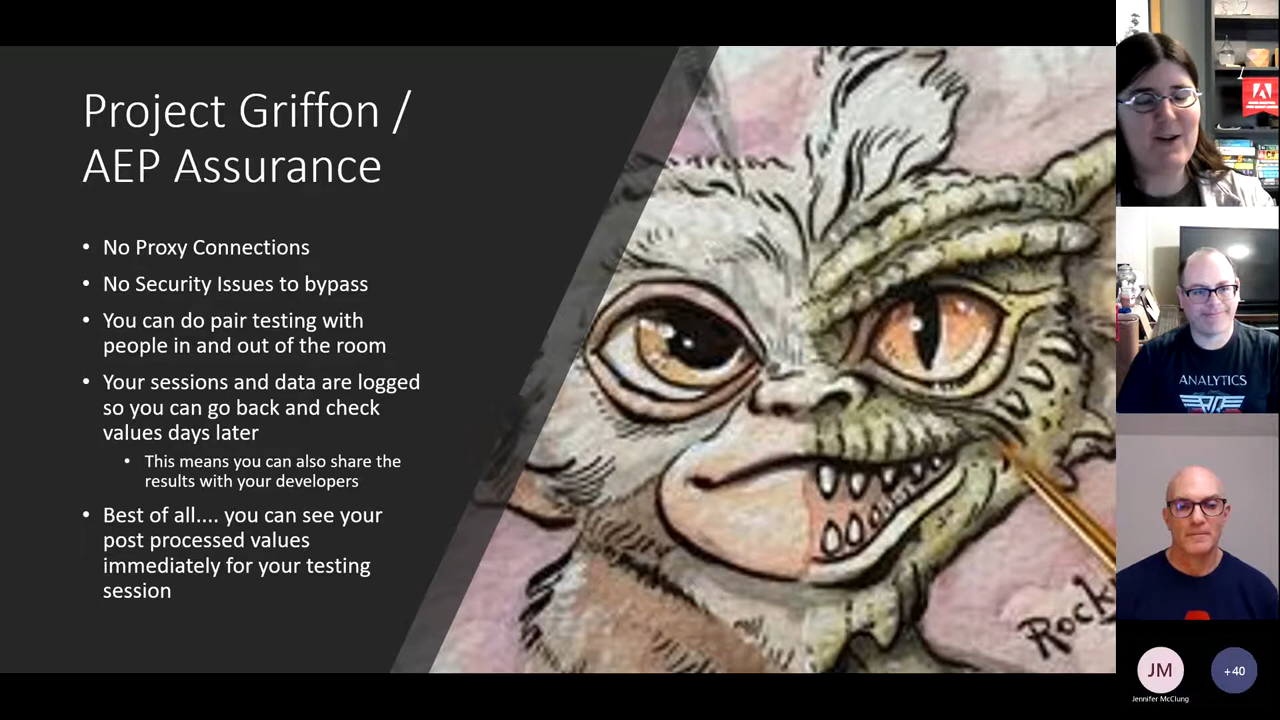 Project Griffon /
AEP Assurance
• No Proxy Connections
• No Security Issues to bypass
• You can do pair testing with
people in and out of the room
• Your sessions and data are logged
so you can go back and check
values days later
• This means you can also share the
results with your developers
• Best of all.... you can see your
post processed values
immediately for your testing
session
ANALYTICS
JM
+40
Jennifer McClung